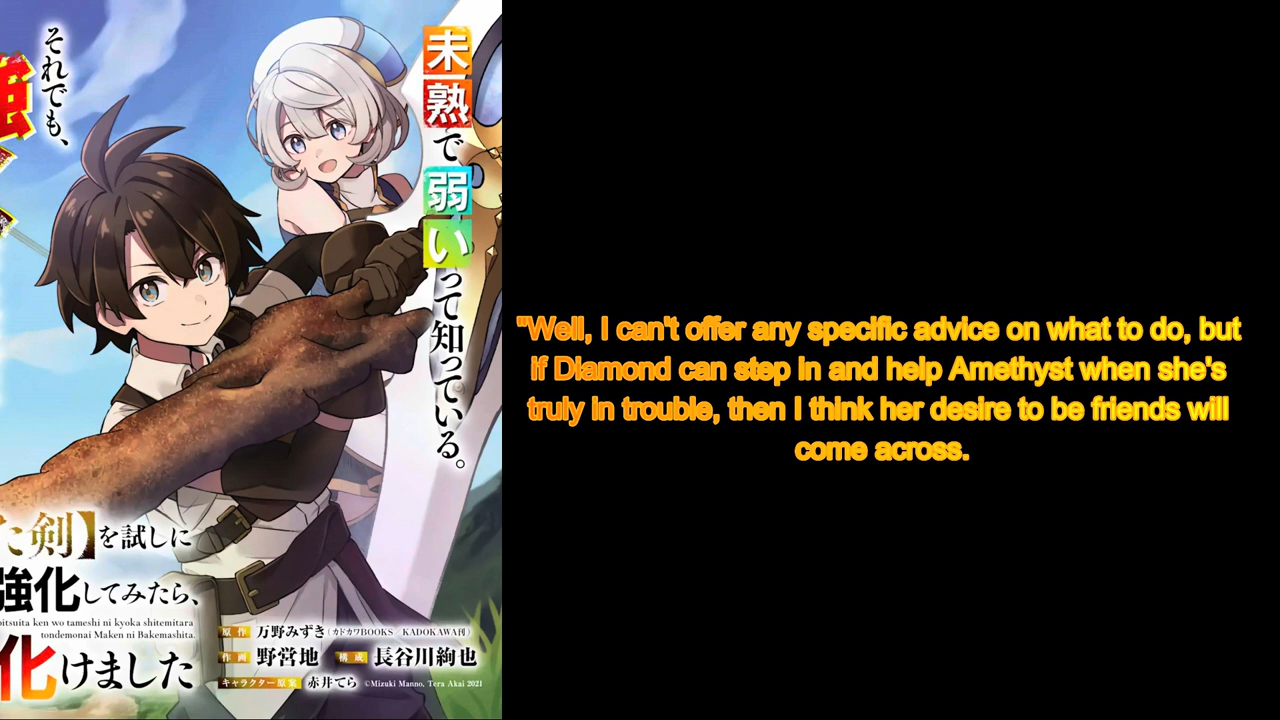 未熟で弱いって知っている。
それでも、
強
た剣】を試しに
強化してみたら、
bitsuita ken wo tameshi ni kyoka shitemitara
tondemonai Maken ni Bakemashita.
化けました
原作 万野みずき（カドカワBOOKS／KADOKAWA刊）
作画 野営地 構成 長谷川絢也
キャラクター原案 赤井てら ©Mizuki Manno, Tera Akai 2021
"Well, I can't offer any specific advice on what to do, but
if Diamond can step in and help Amethyst when she's
truly in trouble, then I think her desire to be friends will
come across.